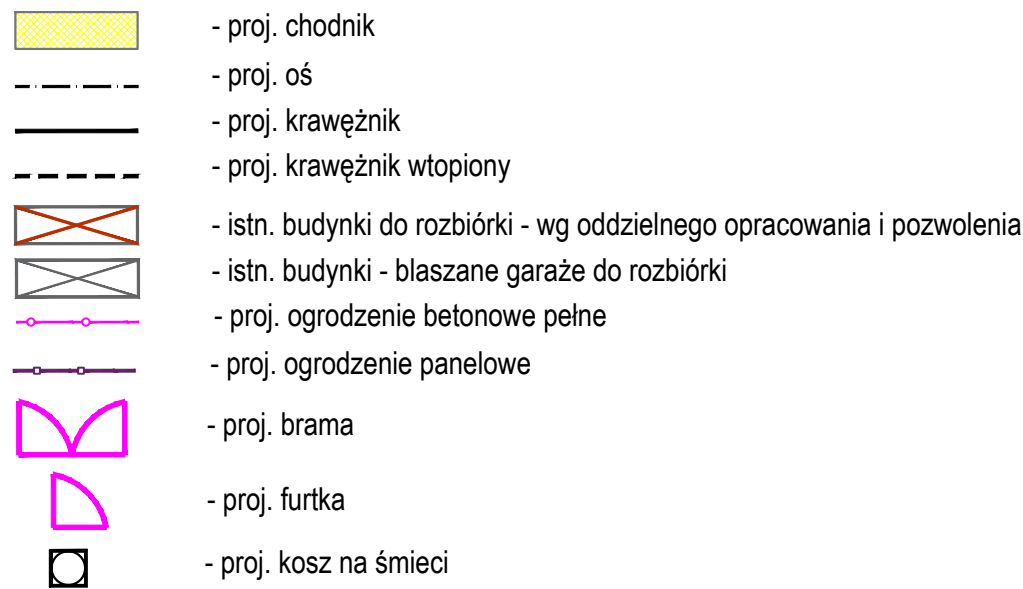 - proj. chodnik
- proj. oś
- proj. krawężnik
- proj. krawężnik wtopiony
- istn. budynki do rozbiórki - wg oddzielnego opracowania i pozwolenia
- istn. budynki - blaszane garaże do rozbiórki
- proj. ogrodzenie betonowe pełne
- proj. ogrodzenie panelowe
- proj. brama
- proj. furtka
- proj. kosz na śmieci